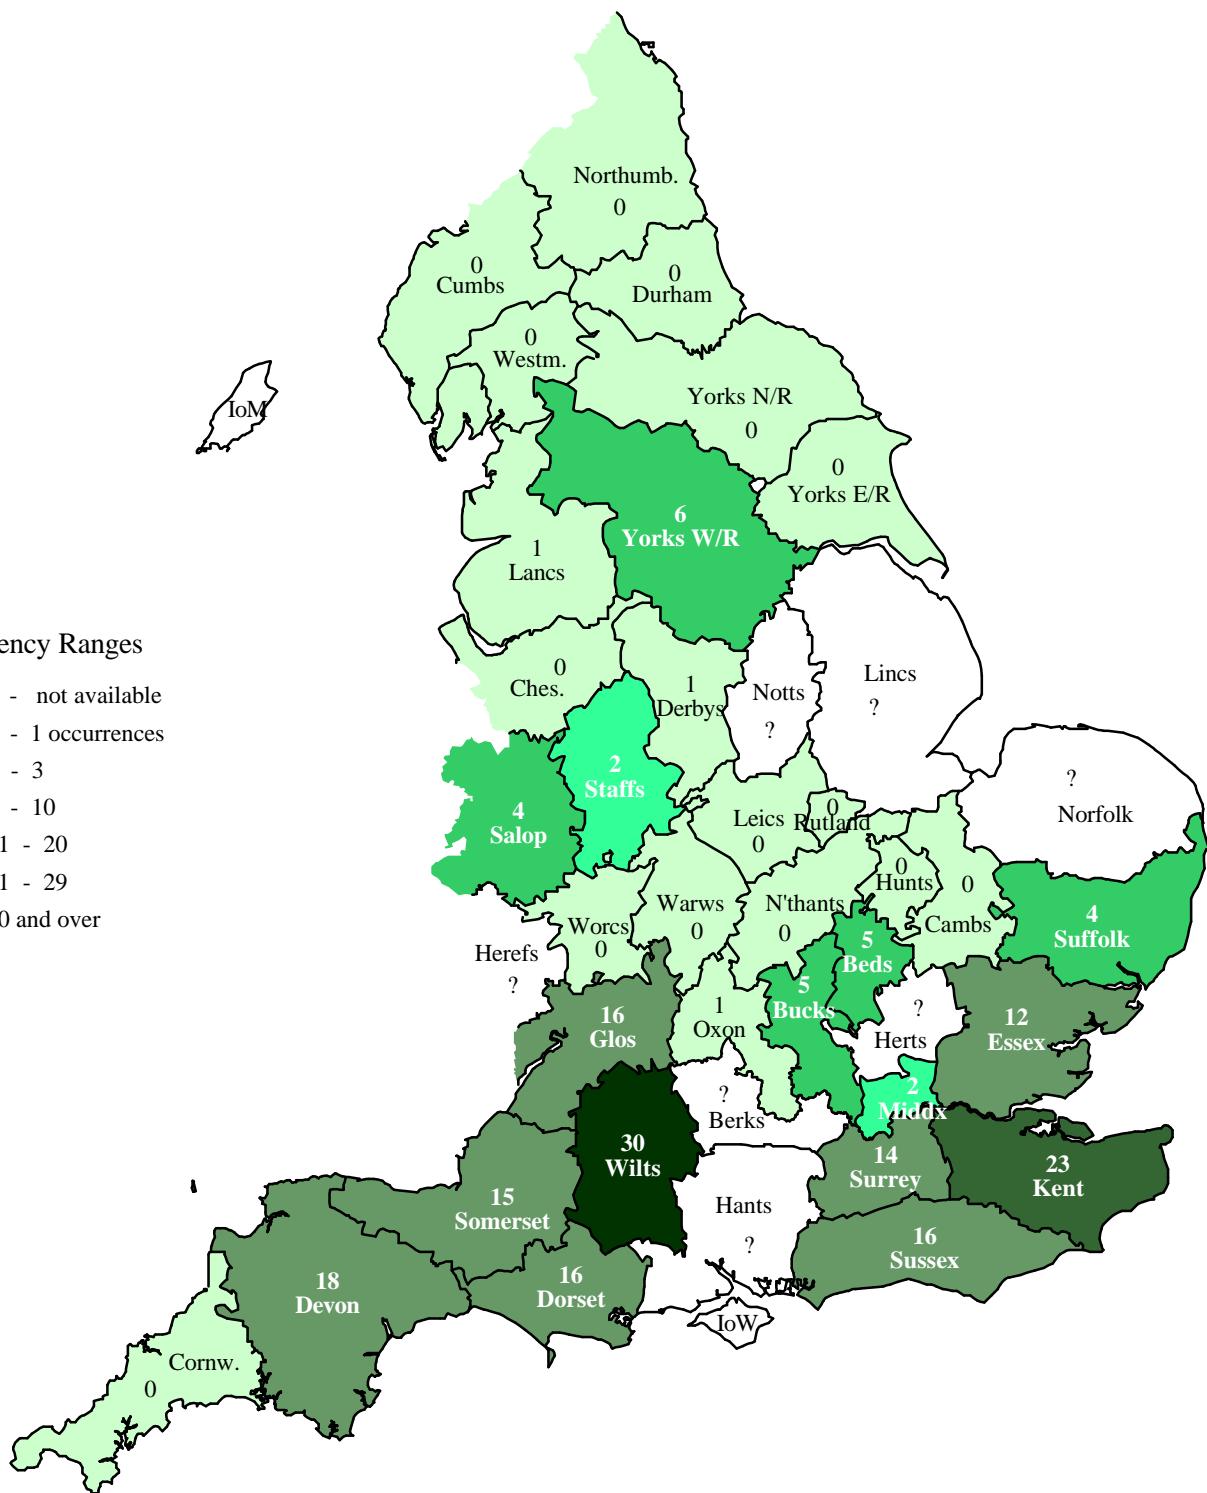 Northumb.
0
0
Cumbs
0
Durham
0
Westm.
IoM
Yorks N/R
0
0
Yorks E/R
6
Yorks W/R
1
Lancs
ency Ranges
- not available
- 1 occurrences
- 3
- 10
1 - 20
1 - 29
0 and over
0
Ches.
1
Derbys
Notts
?
Lincs
?
2
Staffs
4
Salop
?
Norfolk
Leics
0
0
Rutland
0
Hunts
0
Cambs
4
Suffolk
Worcs
0
Warws
0
N'thants
0
Herefs
?
5
Beds
5
Bucks
16
Glos
1
Oxon
?
Herts
12
Essex
?
Berks
2
Middx
30
Wilts
14
Surrey
23
Kent
15
Somerset
Hants
?
16
Sussex
18
Devon
16
Dorset
IoW
Cornw.
0